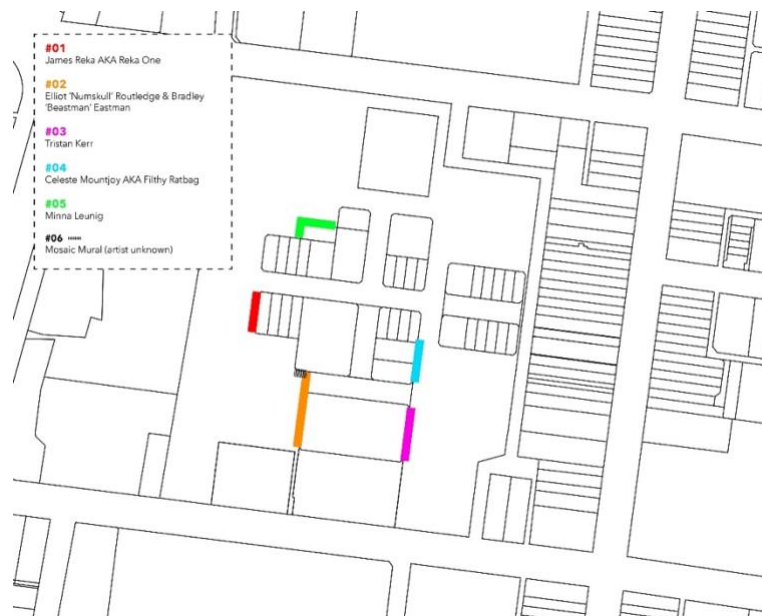 #01
James Reka AKA Reka One
#02
Elliot 'Numskull' Routledge & Bradley
'Beastman' Eastman
#03
Tristan Kerr
#04
Celeste Mountjoy AKA Filthy Ratbag
#05
Minna Leunig
#06
Mosaic Mural (artist unknown)